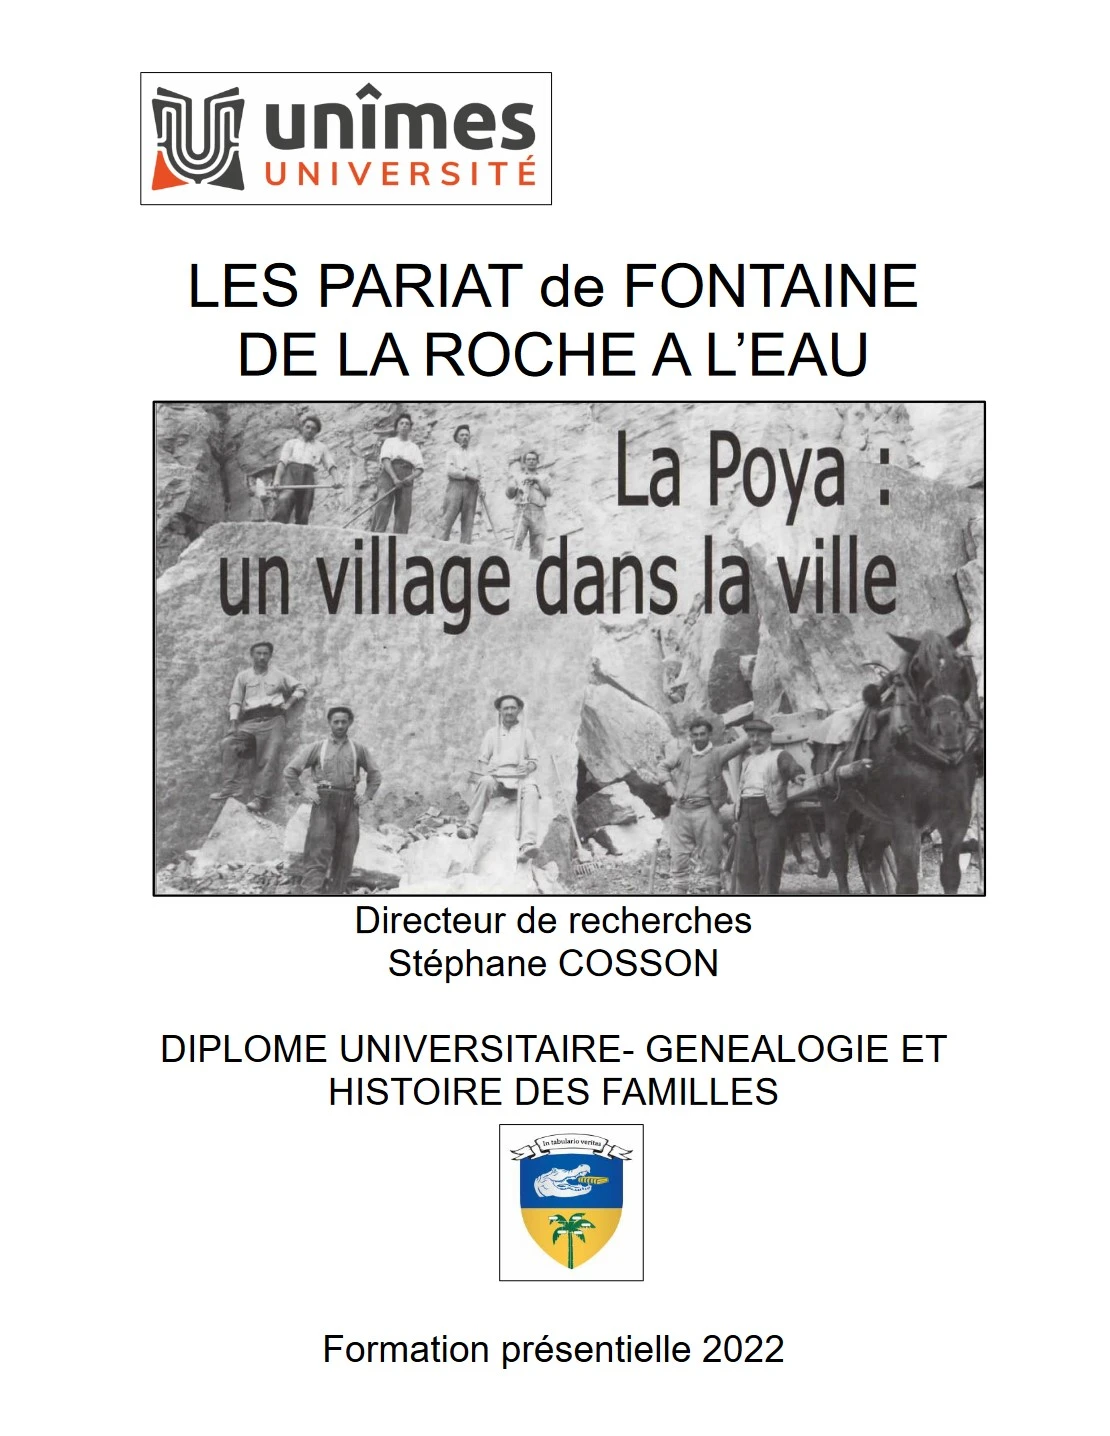 unîmes
UNIVERSITÉ
LES PARIAT de FONTAINE
DE LA ROCHE A L’EAU
La Poya :
un village dans la ville
Directeur de recherches
Stéphane COSSON
DIPLOME UNIVERSITAIRE- GENEALOGIE ET
HISTOIRE DES FAMILLES
In tabulario veritas
Formation présentielle 2022